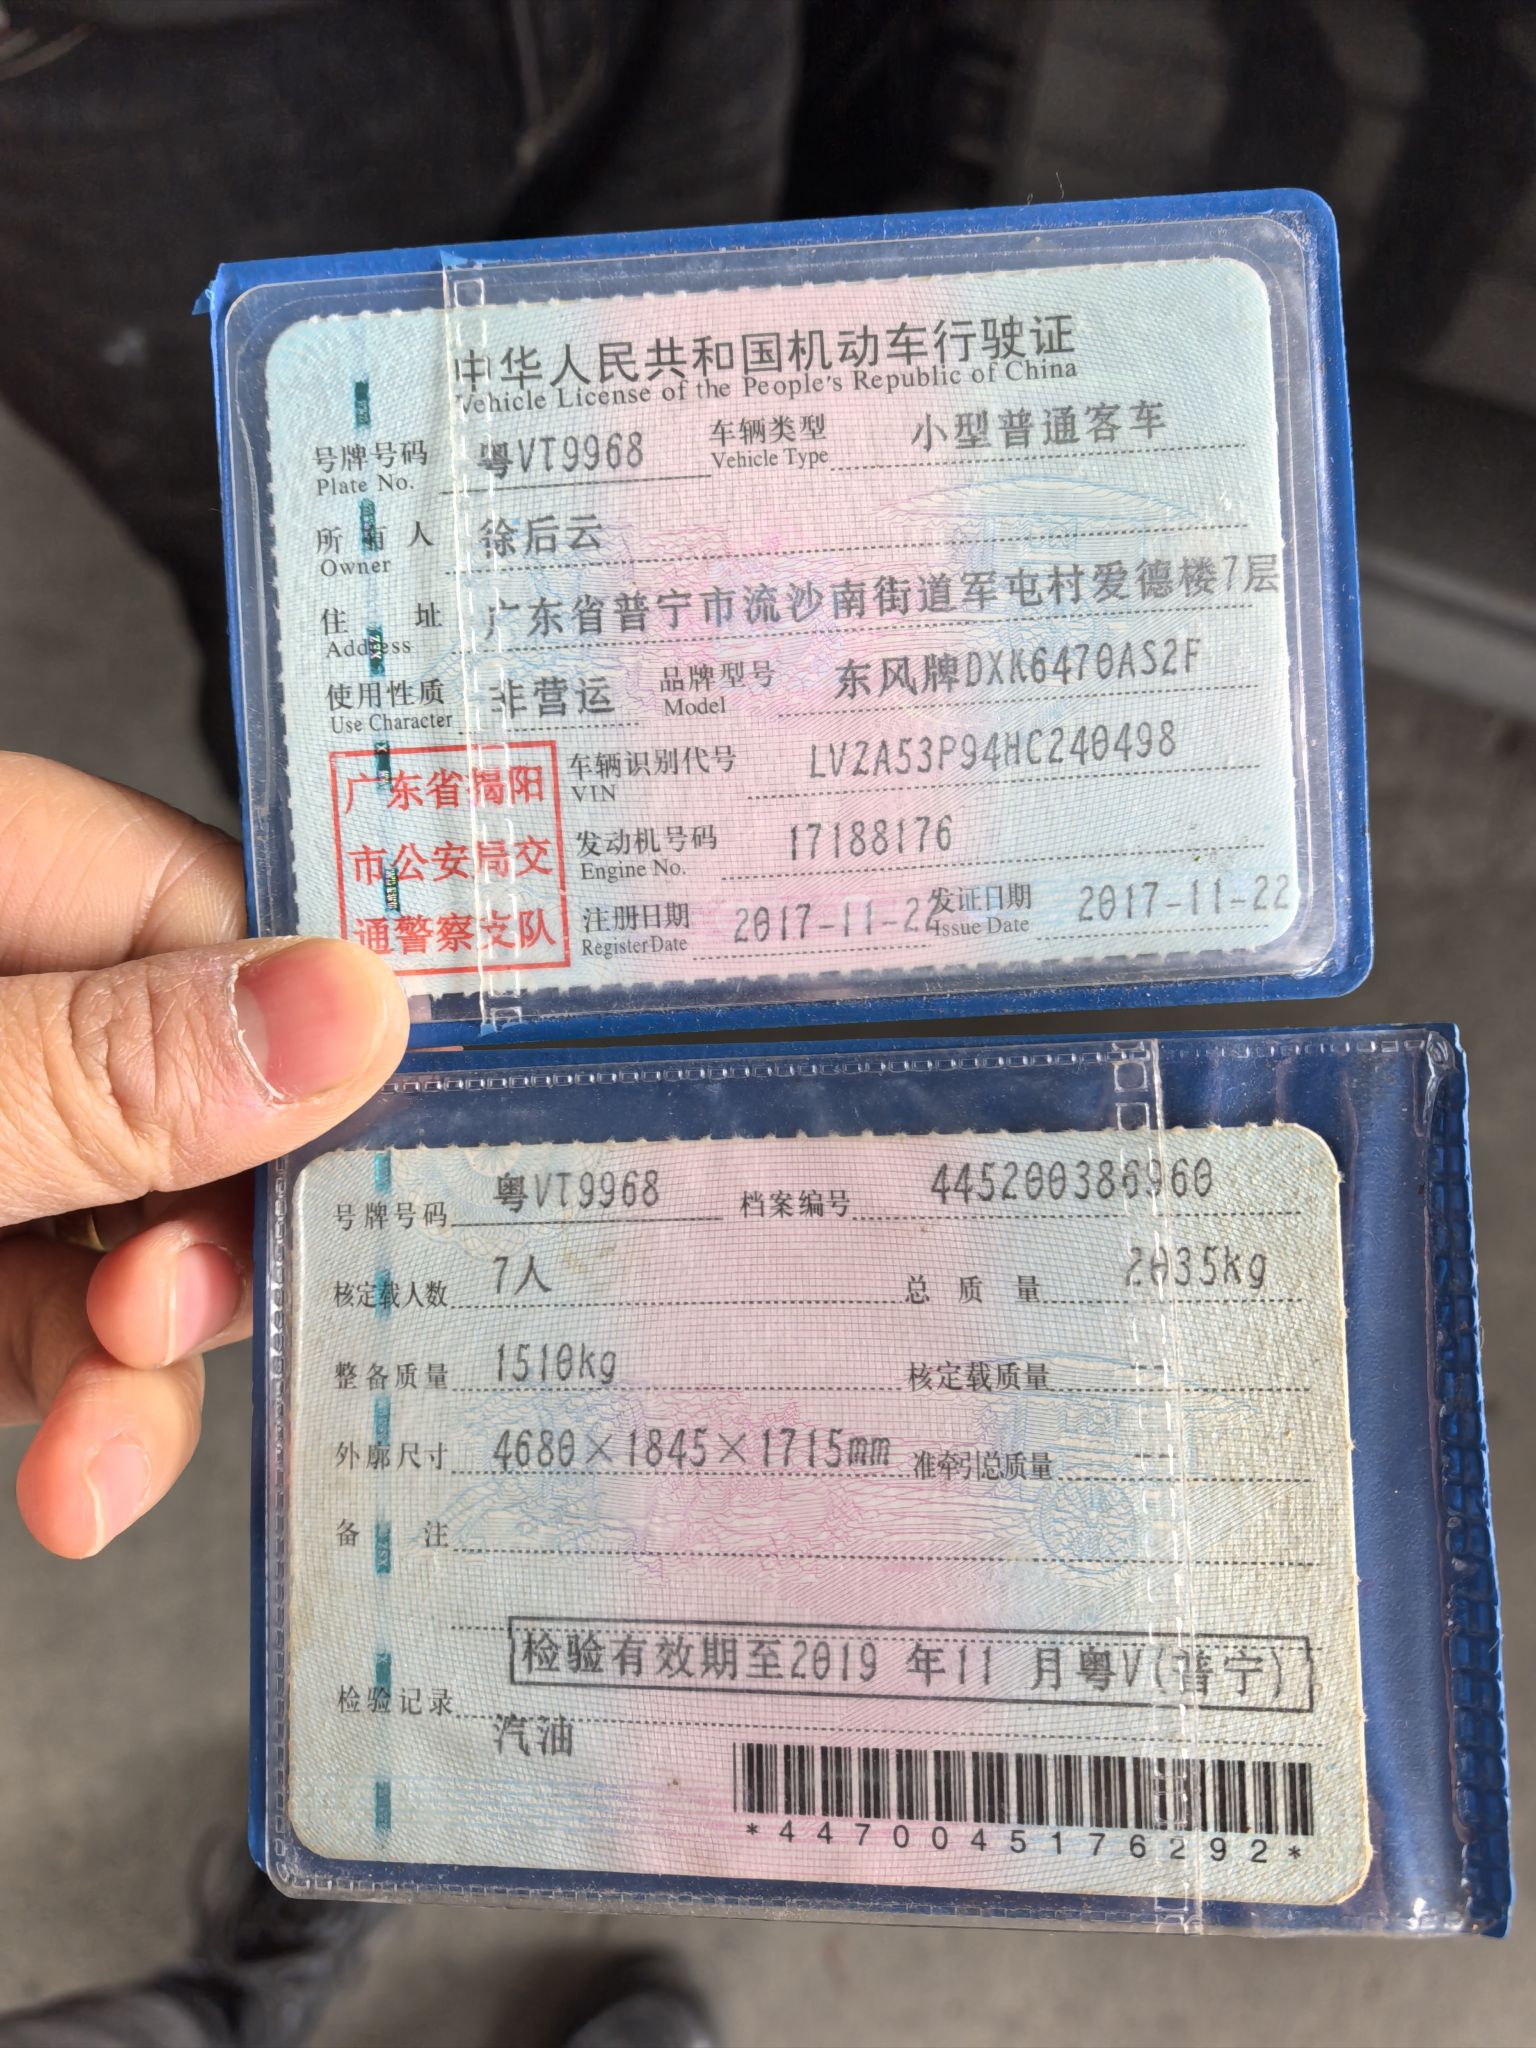 中华人民共和国机动车行驶证
Vehicle License of the People's Republic of China
号牌号码 粤VT9968 车辆类型 小型普通客车
Plate No. Vehicle Type
所有人 徐后云
Owner
住址 广东省普宁市流沙南街道军屯村爱德楼7层
Address
使用性质 非营运 品牌型号 东风牌DXK6470AS2F
Use Character Model
广东省揭阳
市公安局交
通警察支队
车辆识别代号 LVZA53P94HC240498
VIN
发动机号码 17188176
Engine No.
注册日期 2017-11-22 发证日期 2017-11-22
Register Date Issue Date
号牌号码 粤VT9968 档案编号 445200386960
核定载人数 7人 总质量 2035kg
整备质量 1510kg 核定载质量 --
外廓尺寸 4680×1845×1715mm 准牵引总质量 --
备注
检验有效期至2019 年11 月粤V(普宁)
检验记录
汽油
*4470045176292*